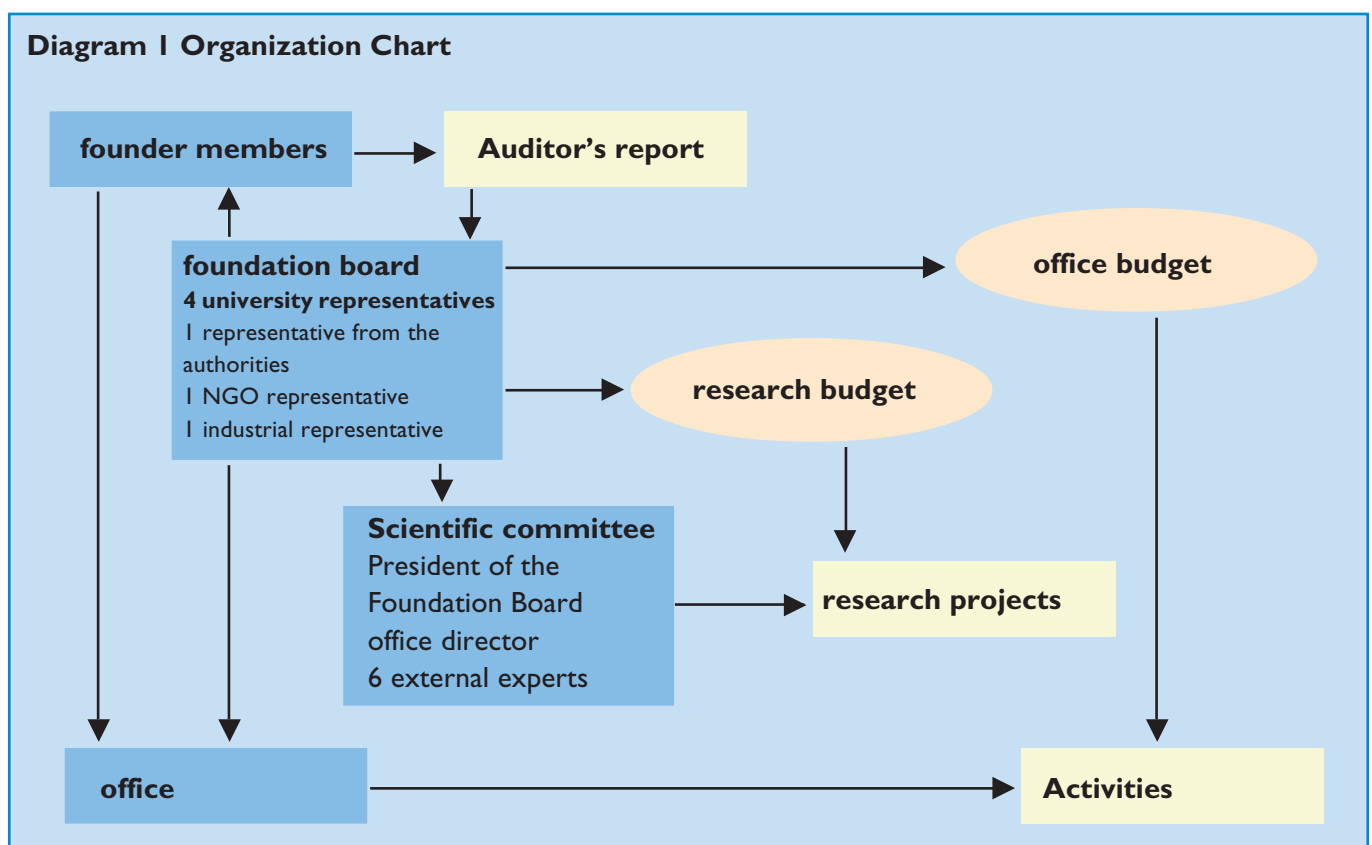 Diagram 1 Organization Chart
founder members
Auditor’s report
foundation board
4 university representatives
1 representative from the
authorities
1 NGO representative
1 industrial representative
office budget
research budget
Scientific committee
President of the
Foundation Board
office director
6 external experts
research projects
office
Activities